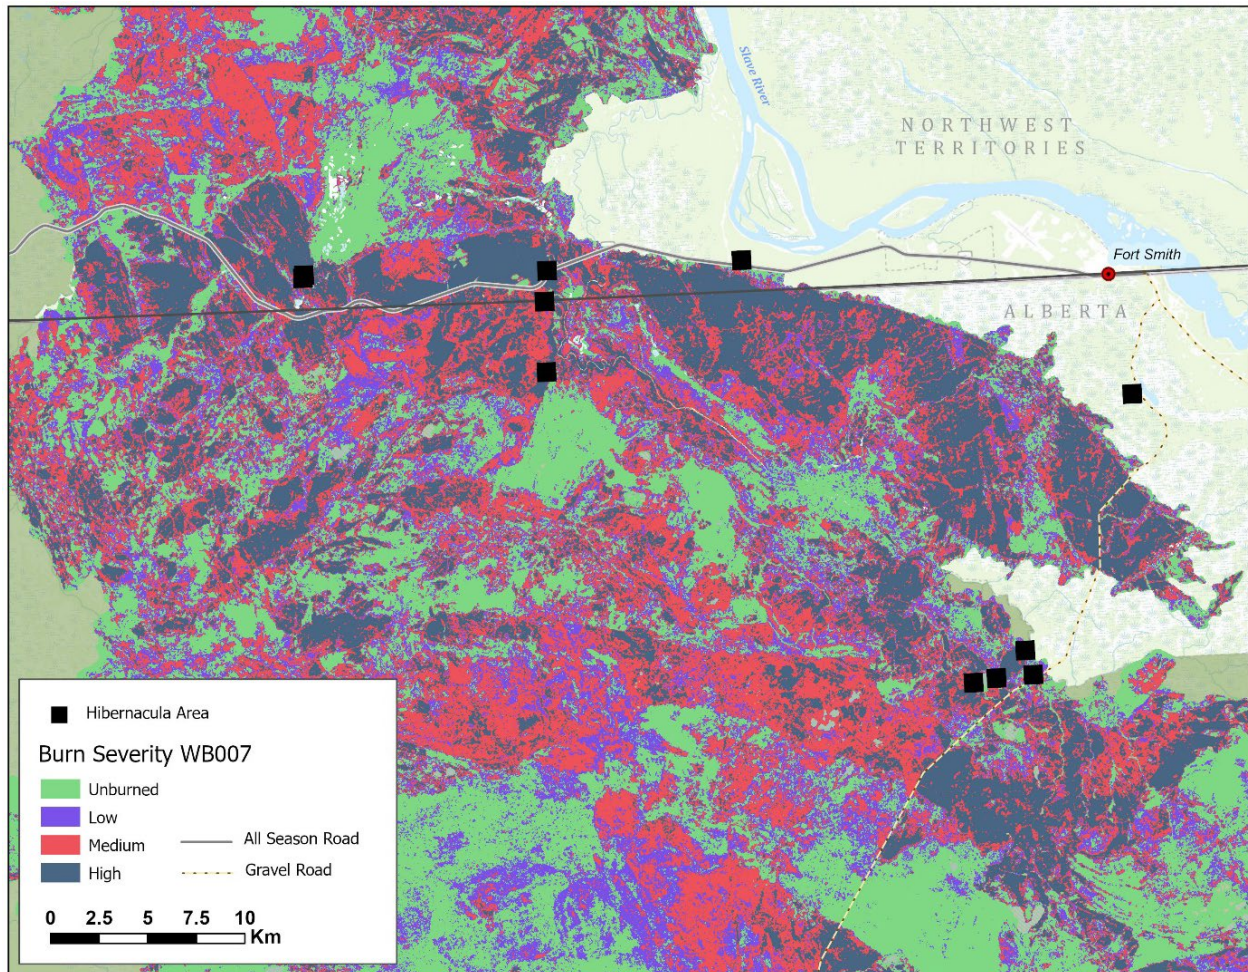 Slave River
NORTHWEST
TERRITORIES
Fort Smith
ALBERTA
Hibernacula Area
Burn Severity WB007
Unburned
Low
Medium
High
All Season Road
Gravel Road
0 2.5 5 7.5 10
Km